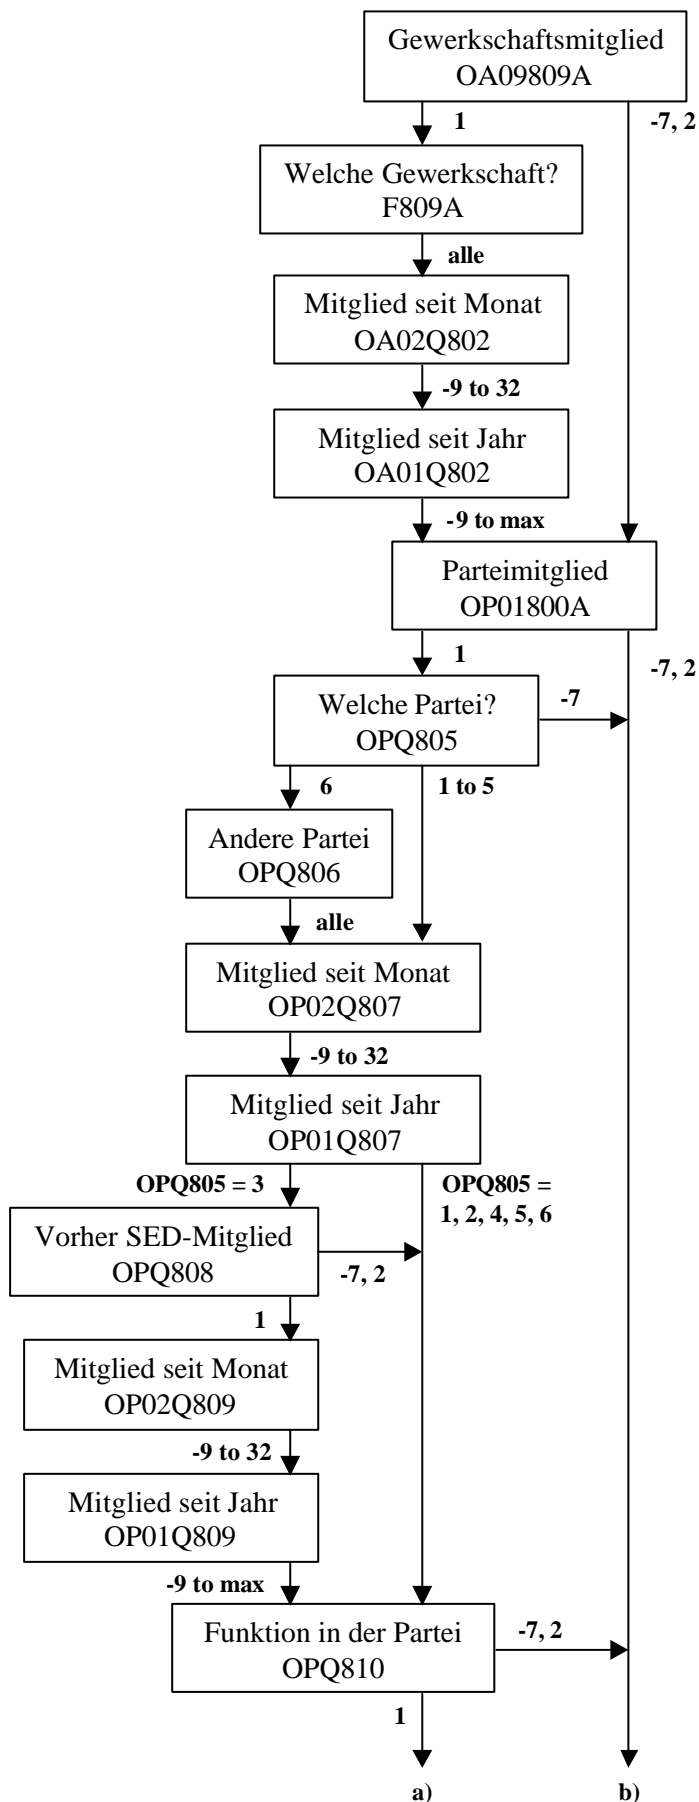 Gewerkschaftsmitglied
OA09809A
1
-7, 2
Welche Gewerkschaft?
F809A
alle
Mitglied seit Monat
OA02Q802
-9 to 32
Mitglied seit Jahr
OA01Q802
-9 to max
Parteimitglied
OP01800A
1
-7, 2
Welche Partei?
OPQ805
-7
6
1 to 5
Andere Partei
OPQ806
alle
Mitglied seit Monat
OP02Q807
-9 to 32
Mitglied seit Jahr
OP01Q807
OPQ805 = 3
OPQ805 =
1, 2, 4, 5, 6
Vorher SED-Mitglied
OPQ808
-7, 2
1
Mitglied seit Monat
OP02Q809
-9 to 32
Mitglied seit Jahr
OP01Q809
-9 to max
Funktion in der Partei
OPQ810
-7, 2
1
a)
b)